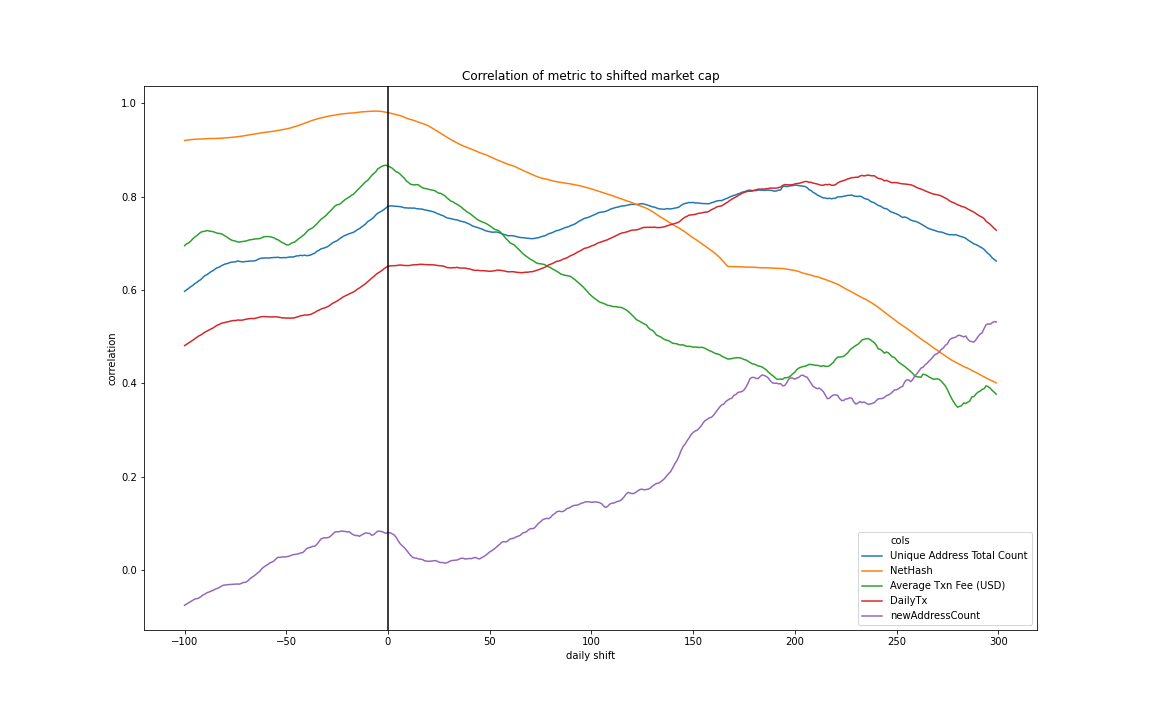 Correlation of metric to shifted market cap
1.0
0.8
0.6
0.4
0.2
0.0
correlation
−100
−50
0
50
100
150
200
250
300
daily shift
cols
Unique Address Total Count
NetHash
Average Txn Fee (USD)
DailyTx
newAddressCount